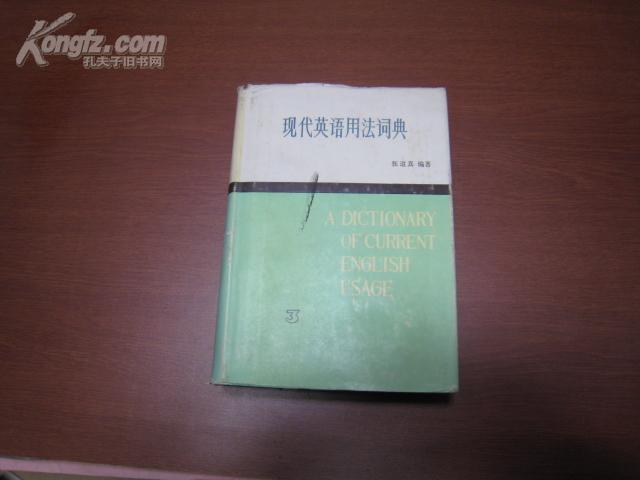 Kongfz.com
孔夫子旧书网
现代英语用法词典
张道真 编著
A DICTIONARY
OF CURRENT
ENGLISH
USAGE
3